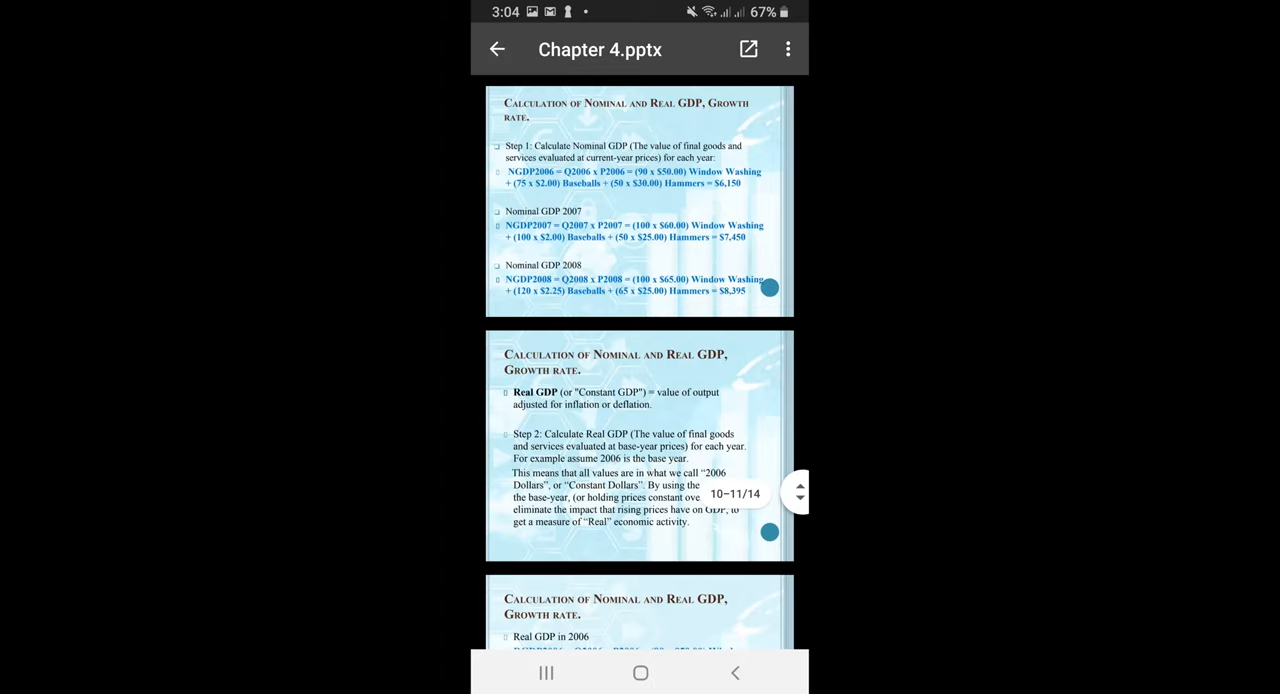 3:04 67%
Chapter 4.pptx
CALCULATION OF NOMINAL AND REAL GDP, GROWTH
RATE.
Step 1: Calculate Nominal GDP (The value of final goods and
services evaluated at current-year prices) for each year:
NGDP2006 = Q2006 x P2006 = (90 x $50.00) Window Washing
+ (75 x $2.00) Baseballs + (50 x $30.00) Hammers = $6,150
Nominal GDP 2007
NGDP2007 = Q2007 x P2007 = (100 x $60.00) Window Washing
+ (100 x $2.00) Baseballs + (50 x $25.00) Hammers = $7,450
Nominal GDP 2008
NGDP2008 = Q2008 x P2008 = (100 x $65.00) Window Washing
+ (120 x $2.25) Baseballs + (65 x $25.00) Hammers = $8,395
CALCULATION OF NOMINAL AND REAL GDP,
GROWTH RATE.
Real GDP (or "Constant GDP") = value of output
adjusted for inflation or deflation.
Step 2: Calculate Real GDP (The value of final goods
and services evaluated at base-year prices) for each year.
For example assume 2006 is the base year.
This means that all values are in what we call “2006
Dollars”, or “Constant Dollars”. By using the
the base-year, (or holding prices constant ove
10-11/14
eliminate the impact that rising prices have on GDP, to
get a measure of “Real” economic activity.
CALCULATION OF NOMINAL AND REAL GDP,
GROWTH RATE.
Real GDP in 2006